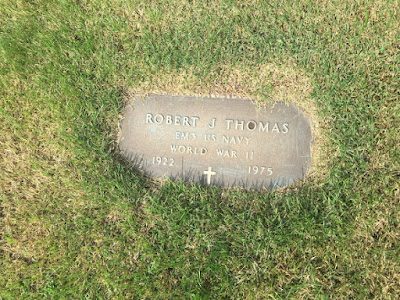 ROBERT J THOMAS
EM3 US NAVY
WORLD WAR II
1922 1975